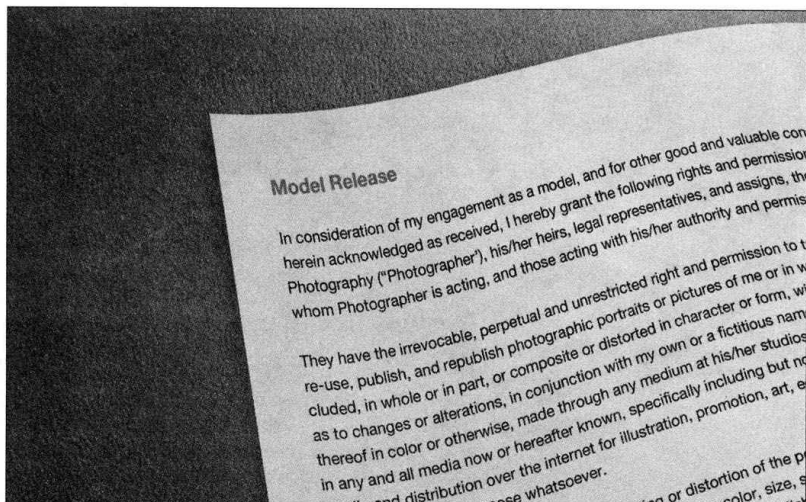 Model Release
In consideration of my engagement as a model, and for other good and valuable con
herein acknowledged as received, I hereby grant the following rights and permission
Photography ("Photographer"), his/her heirs, legal representatives, and assigns, tho
whom Photographer is acting, and those acting with his/her authority and permis
They have the irrevocable, perpetual and unrestricted right and permission to t
re-use, publish, and republish photographic portraits or pictures of me or in w
cluded, in whole or in part, or composite or distorted in character or form, wi
as to changes or alterations, in conjunction with my own or a fictitious nam
thereof in color or otherwise, made through any medium at his/her studios
in any and all media now or hereafter known, specifically including but no
and distribution over the internet for illustration, promotion, art, e
whatsoever.
or distortion of the
color, size,